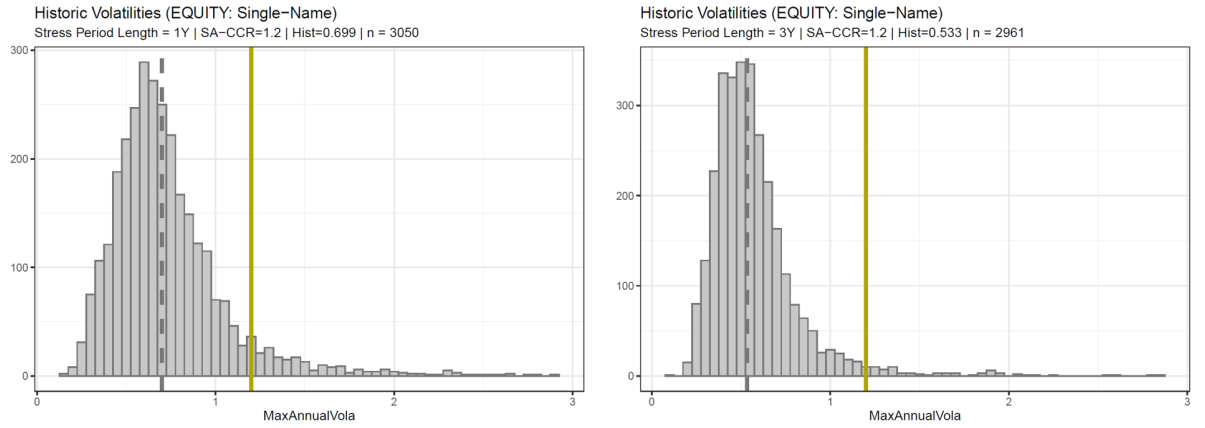 Historic Volatilities (EQUITY: Single−Name)
Stress Period Length = 1Y | SA−CCR=1.2 | Hist=0.699 | n = 3050
300
200
100
0
0 1 2 3
MaxAnnualVola
Historic Volatilities (EQUITY: Single−Name)
Stress Period Length = 3Y | SA−CCR=1.2 | Hist=0.533 | n = 2961
300
200
100
0
0 1 2 3
MaxAnnualVola